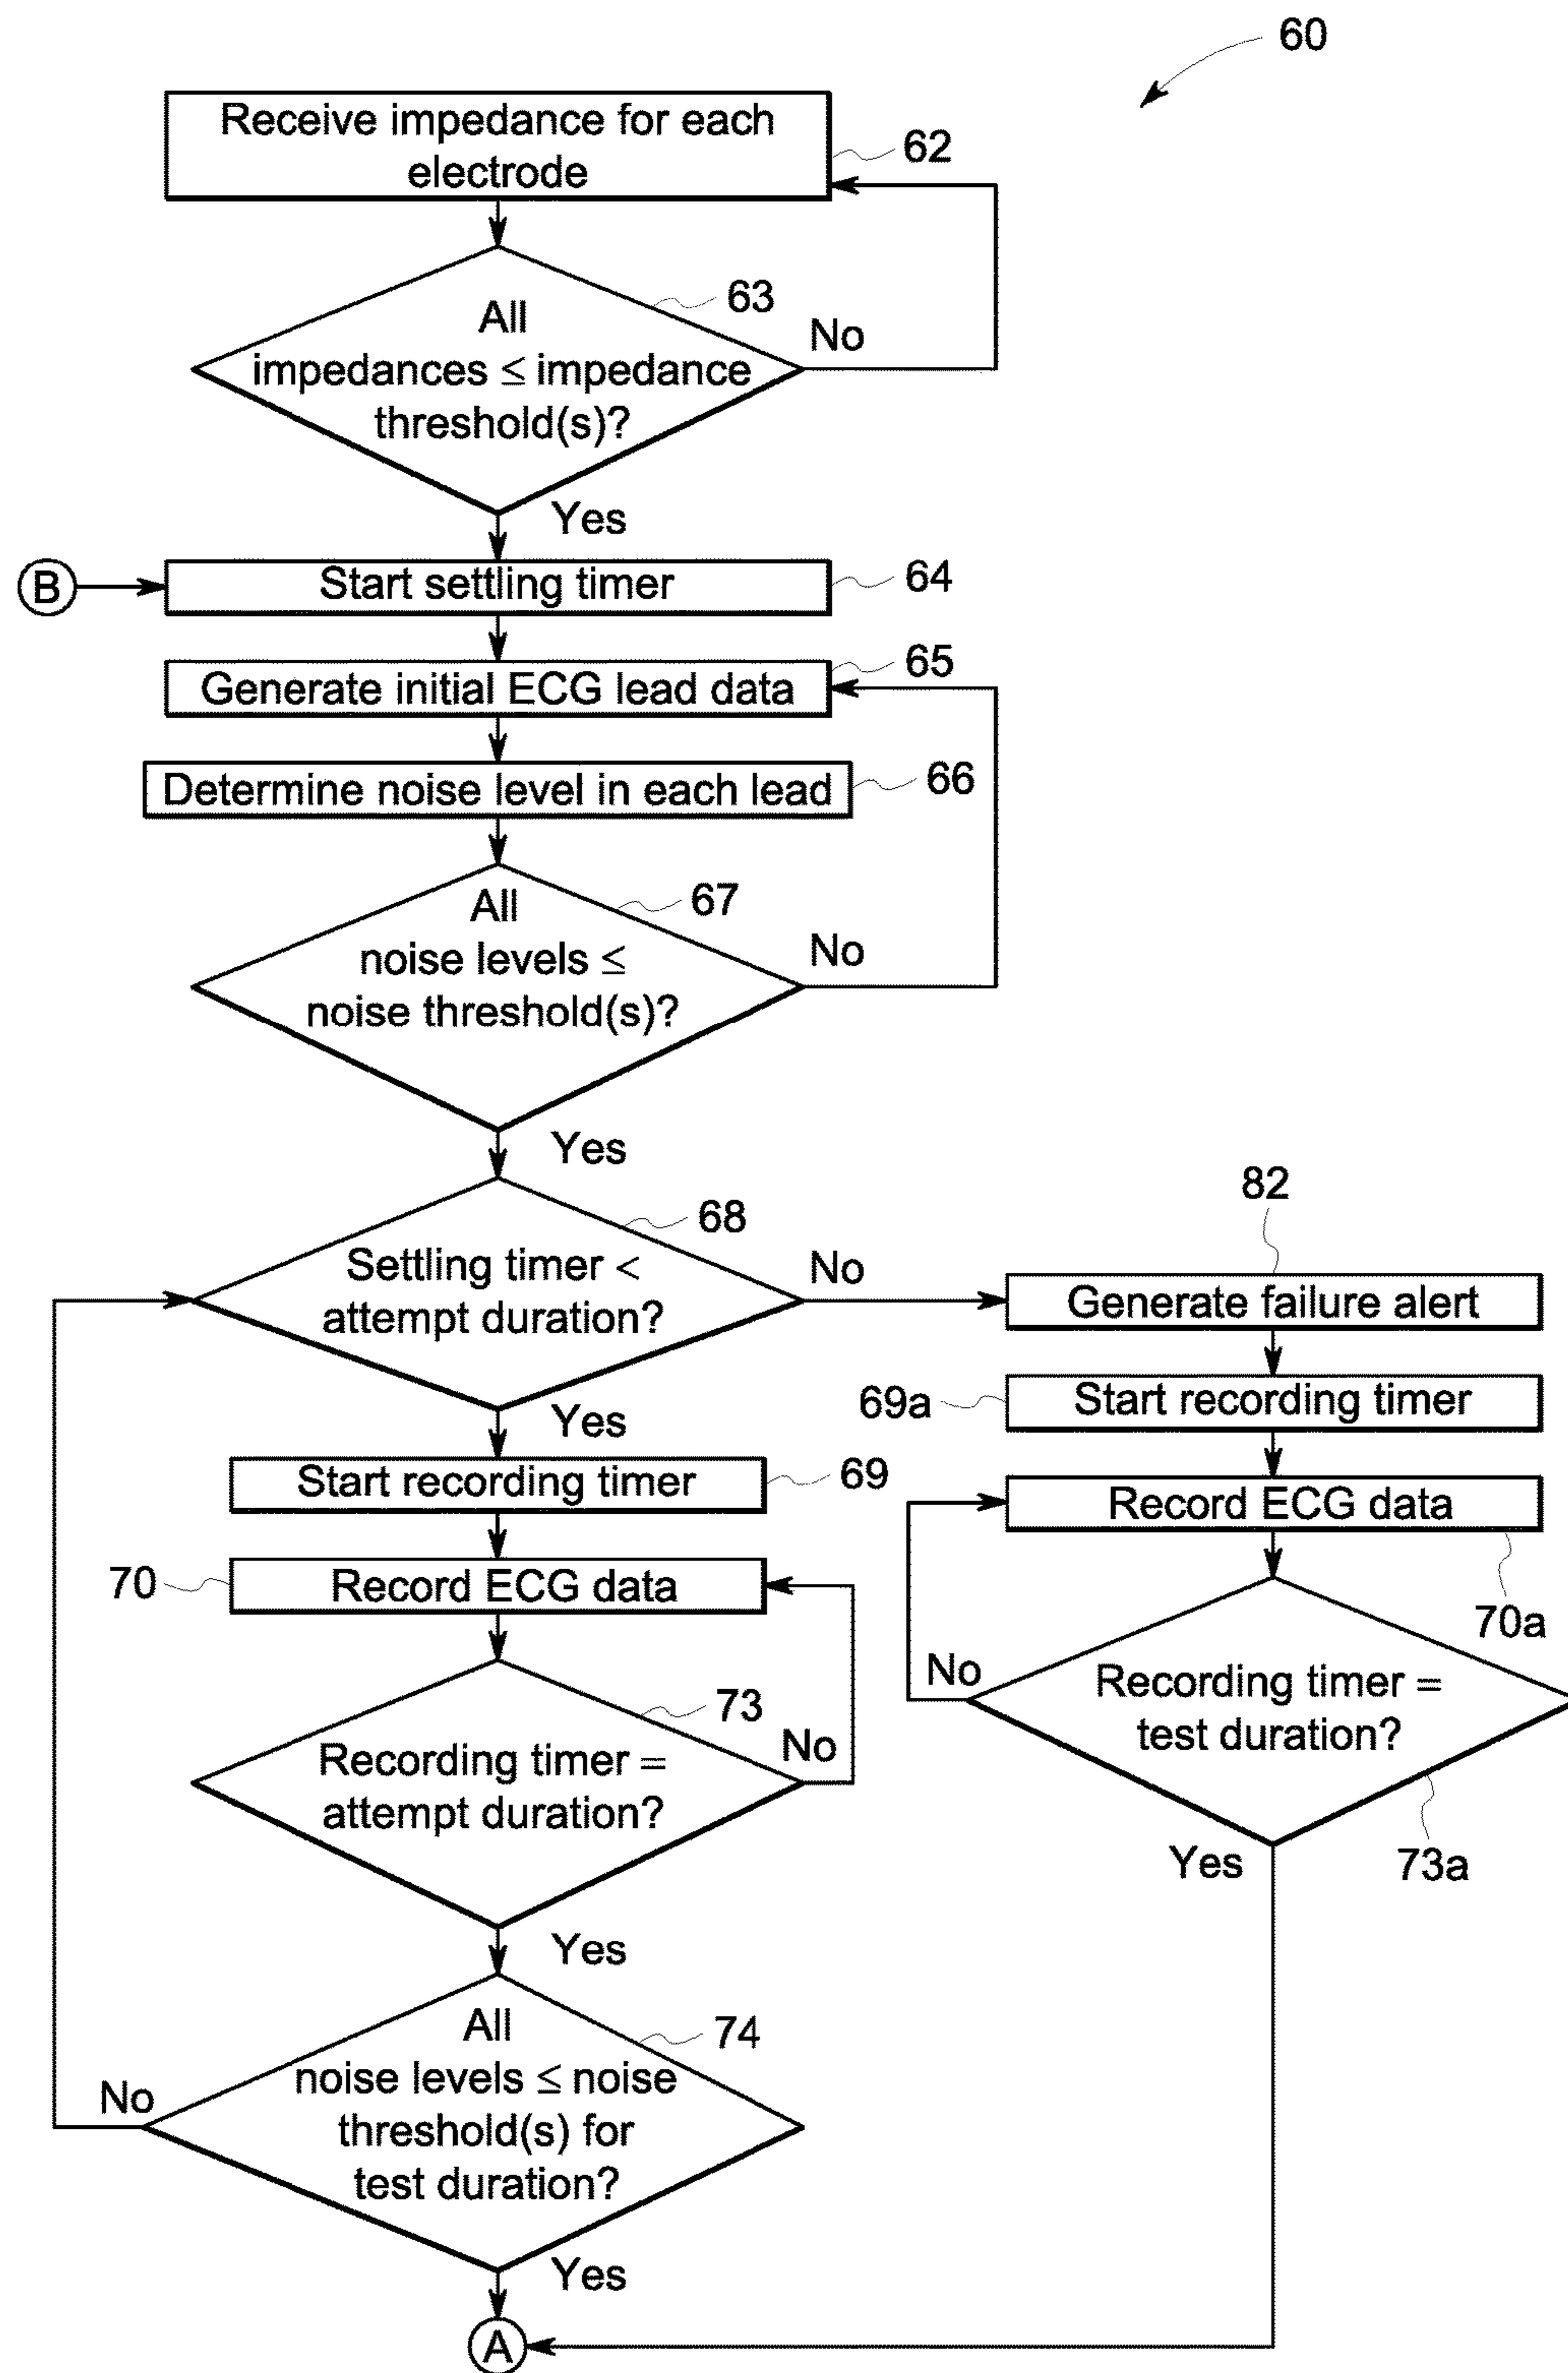 60
Receive impedance for each
electrode
62
All
impedances ≤ impedance
threshold(s)?
63
No
Yes
B
Start settling timer
64
Generate initial ECG lead data
65
Determine noise level in each lead
66
All
noise levels ≤
noise threshold(s)?
67
No
Yes
Settling timer <
attempt duration?
68
No
Yes
82
Generate failure alert
69a
Start recording timer
Record ECG data
70a
Recording timer =
test duration?
No
73a
Yes
Start recording timer
69
70
Record ECG data
Recording timer =
attempt duration?
73
No
Yes
All
noise levels ≤ noise
threshold(s) for
test duration?
74
No
Yes
A